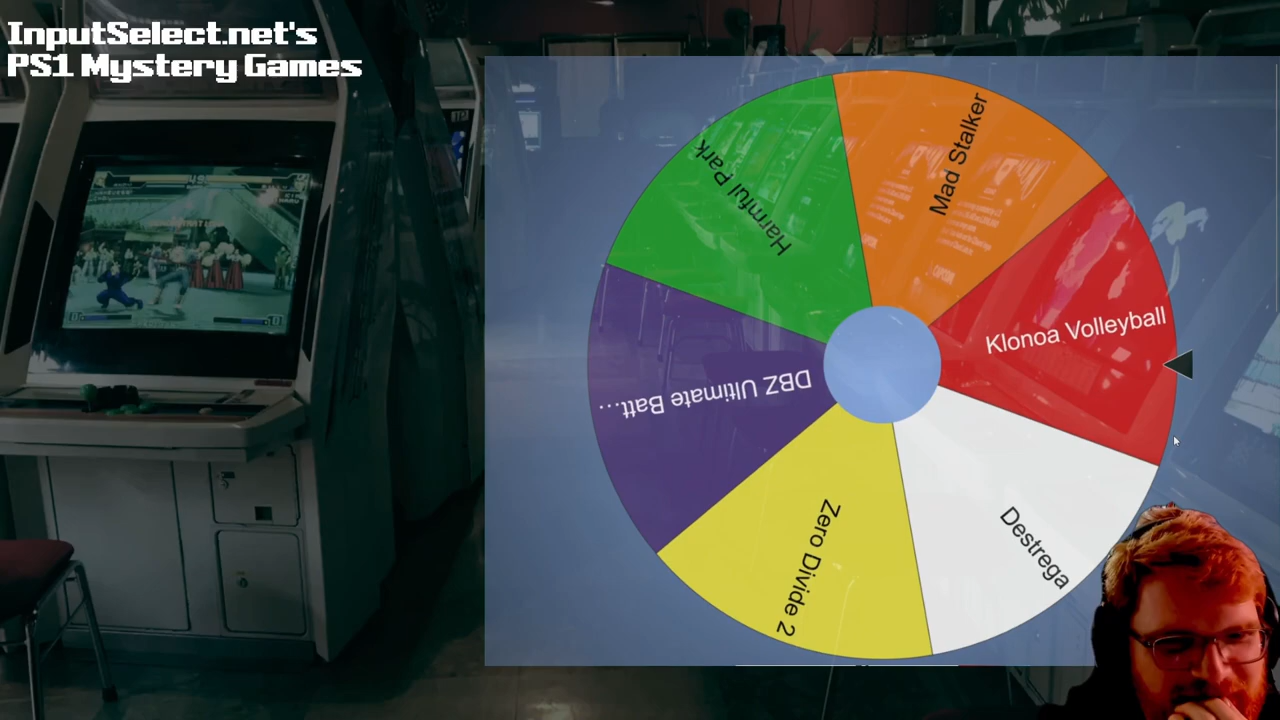 InputSelect.net's
PS1 Mystery Games
Harmful Park
Mad Stalker
Klonoa Volleyball
DBZ Ultimate Batt...
Zero Divide 2
Destrega